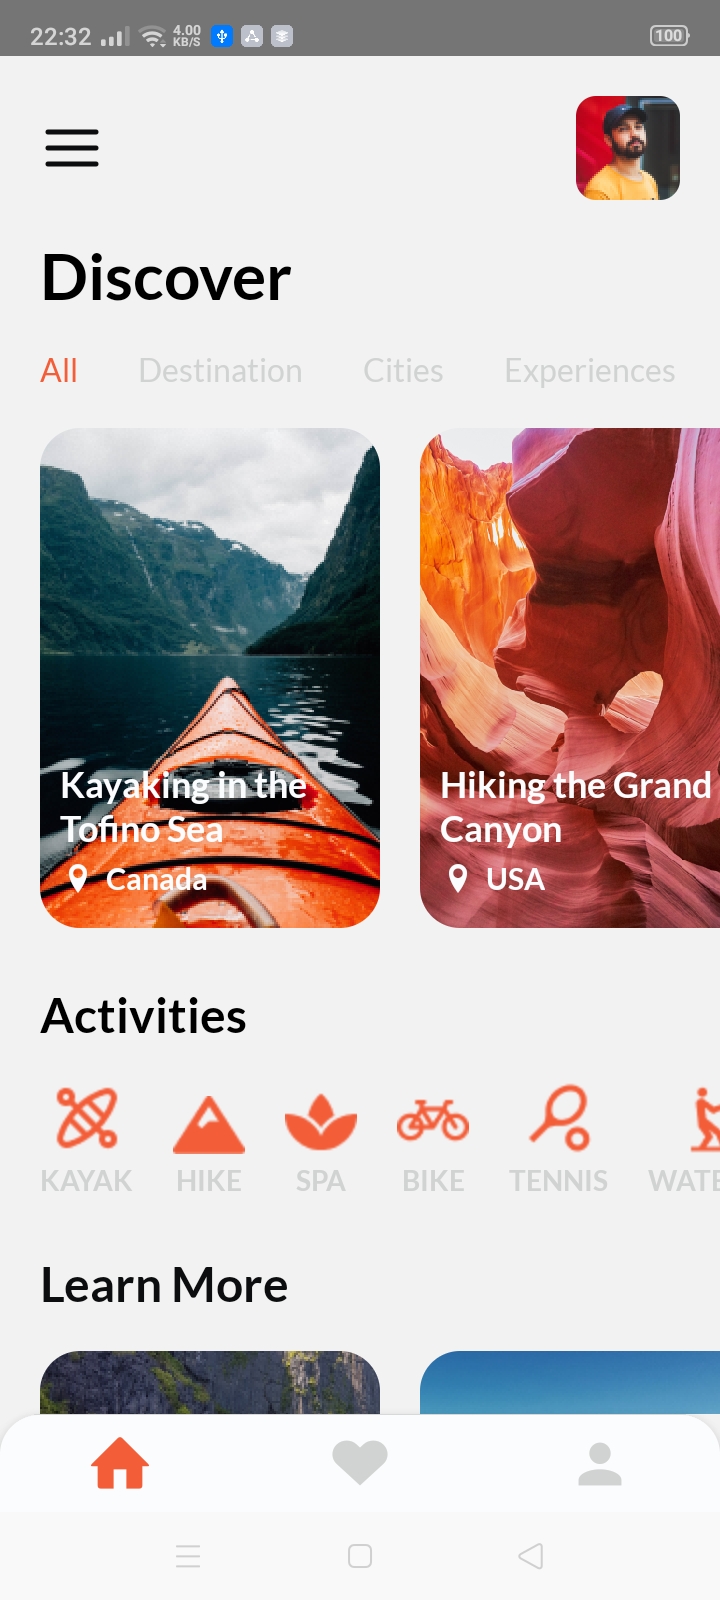 22:32 4.00 KB/S 100
Discover
All Destination Cities Experiences
Kayaking in the
Tofino Sea
Canada
Hiking the Grand
Canyon
USA
Activities
KAYAK HIKE SPA BIKE TENNIS WATE
Learn More